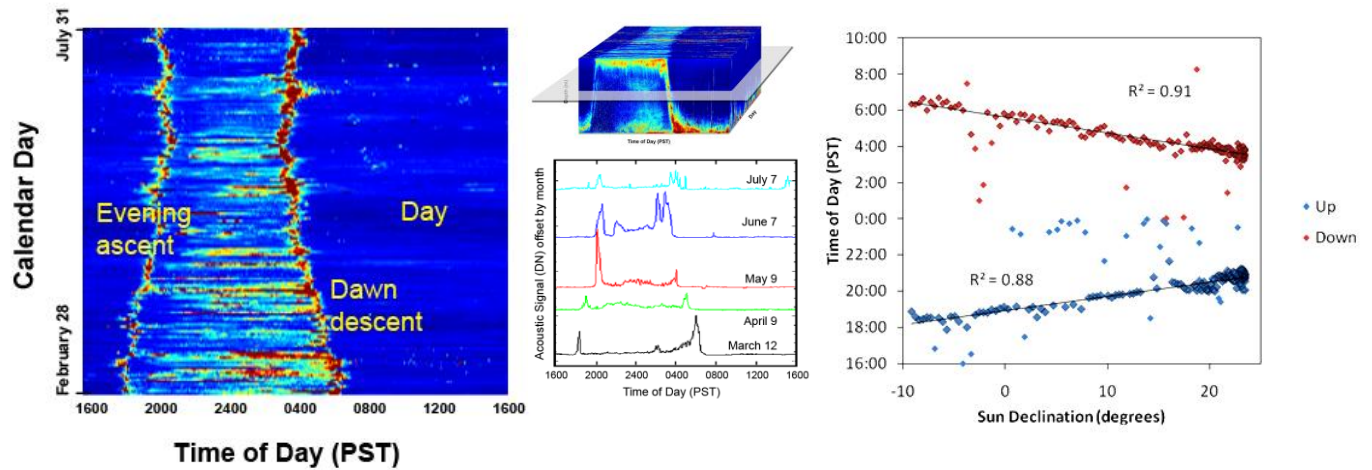 July 31
Calendar Day
February 28
Evening
ascent
Day
Dawn
descent
1600 2000 2400 0400 0800 1200 1600
Time of Day (PST)
Day
Time of Day (PST)
Acoustic Signal (DN) offset by month
July 7
June 7
May 9
April 9
March 12
1600 2000 2400 0400 0800 1200 1600
Time of Day (PST)
Time of Day (PST)
10:00
8:00
6:00
4:00
2:00
0:00
22:00
20:00
18:00
16:00
R² = 0.91
R² = 0.88
-10 0 10 20
Sun Declination (degrees)
Up
Down